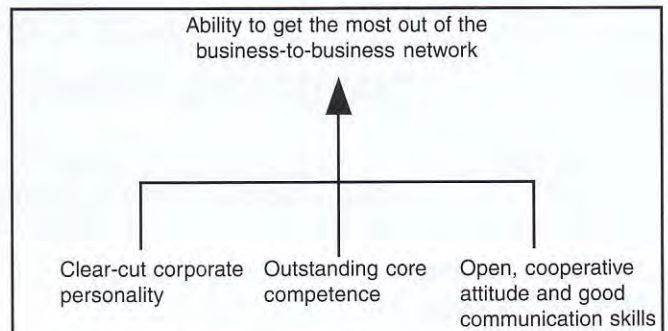 Ability to get the most out of the
business-to-business network
Clear-cut corporate
personality
Outstanding core
competence
Open, cooperative
attitude and good
communication skills